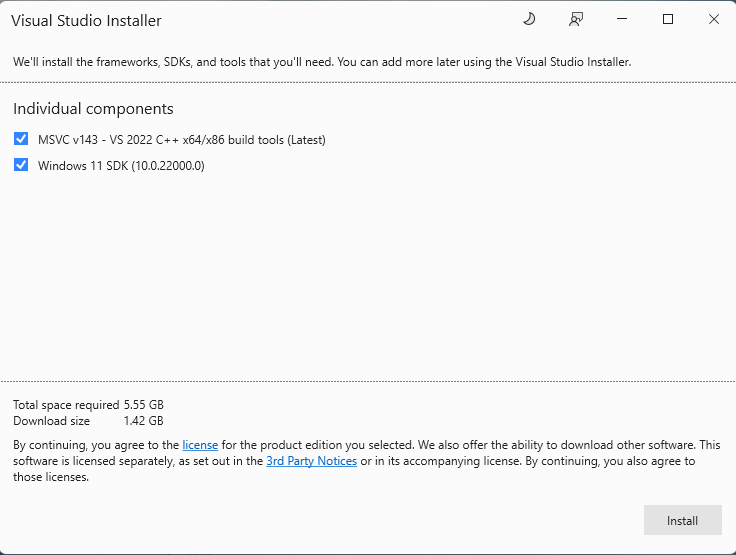 Visual Studio Installer
We'll install the frameworks, SDKs, and tools that you'll need. You can add more later using the Visual Studio Installer.
Individual components
MSVC v143 - VS 2022 C++ x64/x86 build tools (Latest)
Windows 11 SDK (10.0.22000.0)
Total space required 5.55 GB
Download size 1.42 GB
By continuing, you agree to the license for the product edition you selected. We also offer the ability to download other software. This
software is licensed separately, as set out in the 3rd Party Notices or in its accompanying license. By continuing, you also agree to
those licenses.
Install